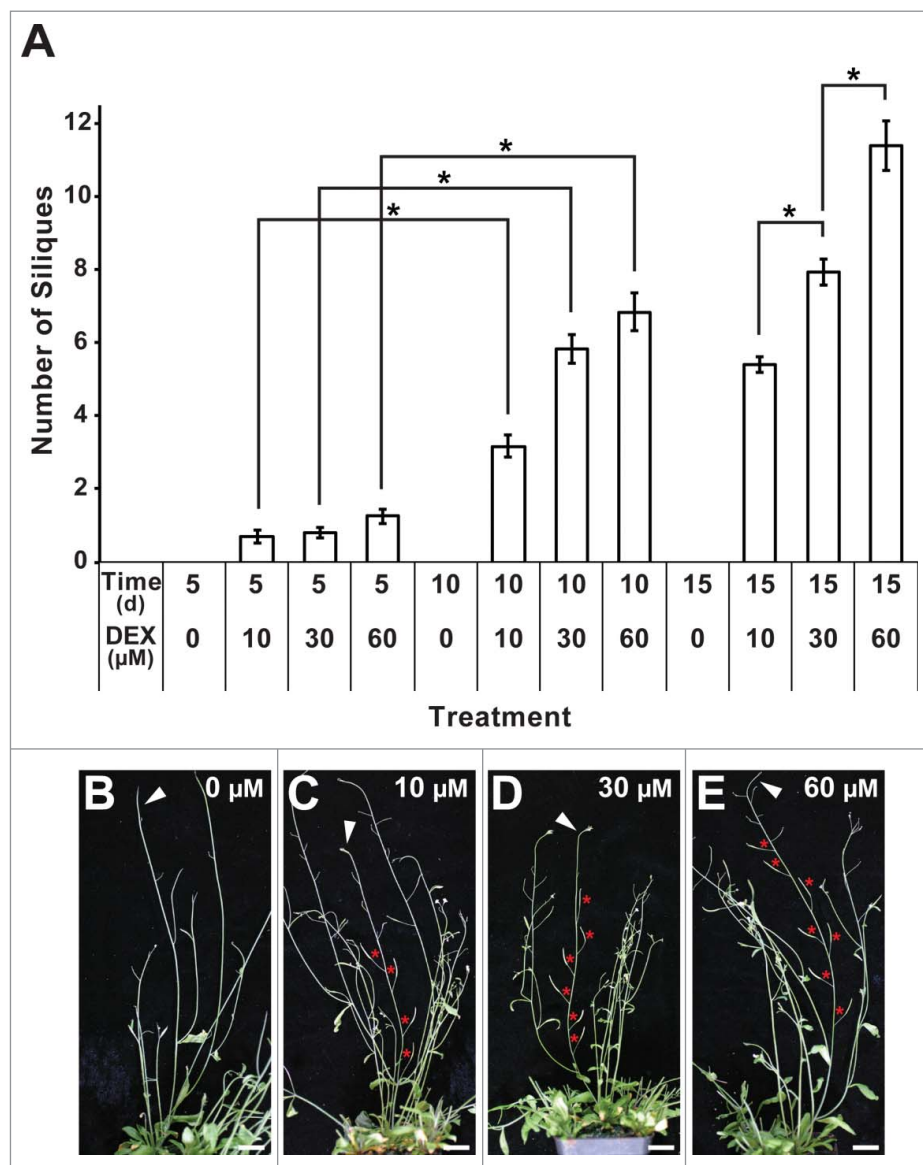 A
Number of Siliques
12
10
8
6
4
2
0
* * * * *
Time (d) 5 5 5 5 10 10 10 10 15 15 15 15
DEX (µM) 0 10 30 60 0 10 30 60 0 10 30 60
Treatment
B 0 µM
C 10 µM
D 30 µM
E 60 µM